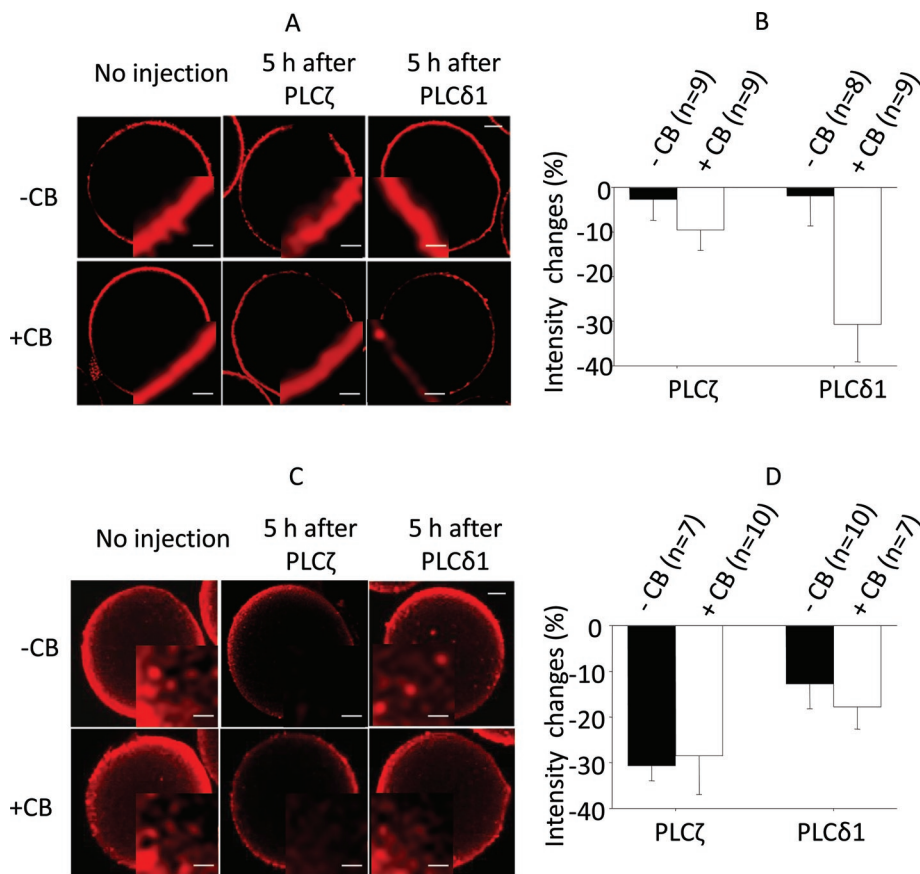 A
No injection
5 h after
PLCζ
5 h after
PLCδ1
-CB
+CB
B
- CB (n=9)
+ CB (n=9)
- CB (n=8)
+ CB (n=9)
Intensity changes (%)
0
-10
-20
-30
-40
PLCζ
PLCδ1
C
No injection
5 h after
PLCζ
5 h after
PLCδ1
-CB
+CB
D
- CB (n=7)
+ CB (n=10)
- CB (n=10)
+ CB (n=7)
Intensity changes (%)
0
-10
-20
-30
-40
PLCζ
PLCδ1